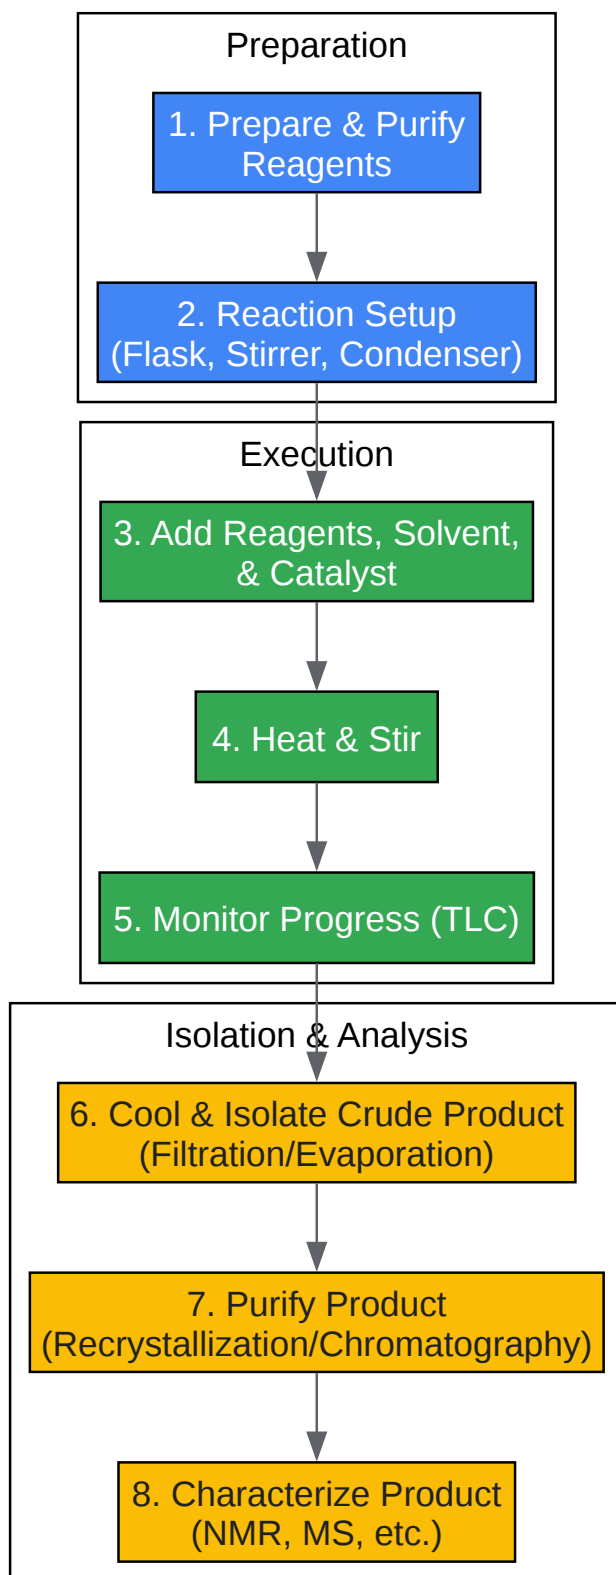 Preparation
1. Prepare & Purify
Reagents
2. Reaction Setup
(Flask, Stirrer, Condenser)
Execution
3. Add Reagents, Solvent,
& Catalyst
4. Heat & Stir
5. Monitor Progress (TLC)
Isolation & Analysis
6. Cool & Isolate Crude Product
(Filtration/Evaporation)
7. Purify Product
(Recrystallization/Chromatography)
8. Characterize Product
(NMR, MS, etc.)